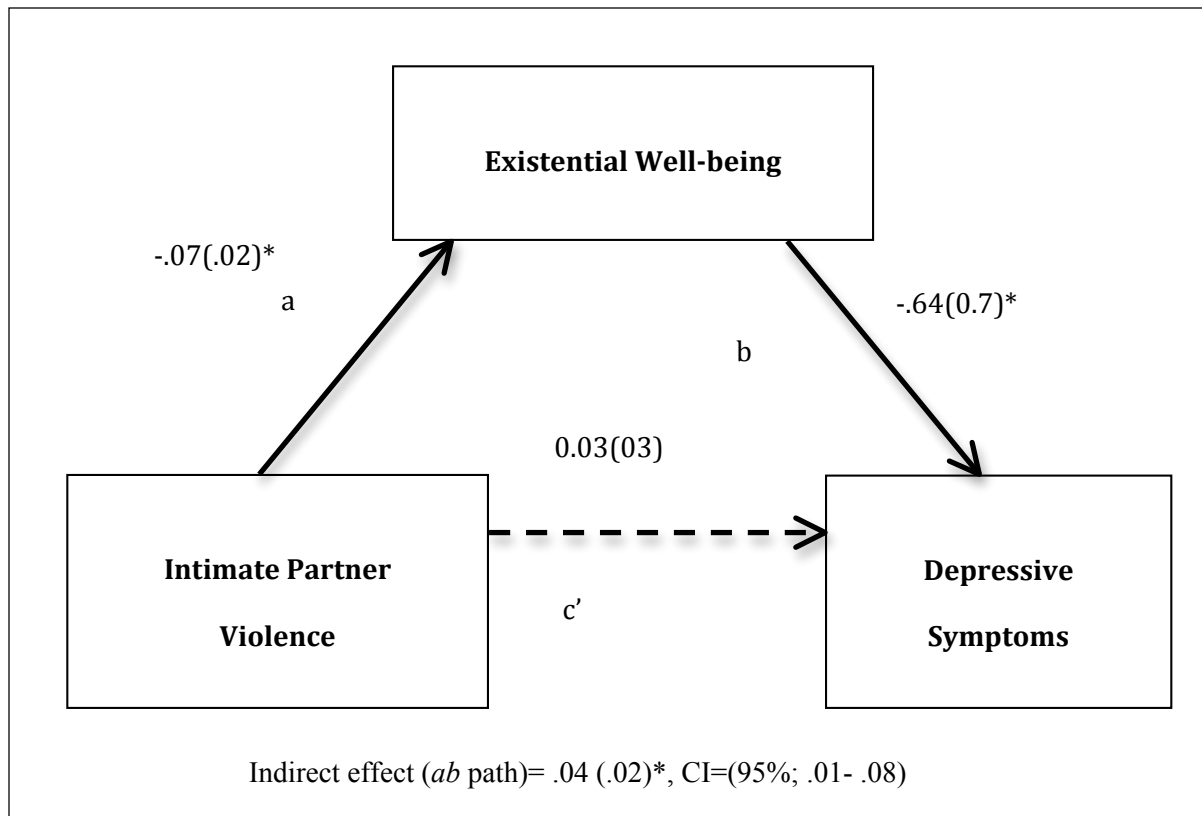 Existential Well-being
-.07(.02)*
a
-.64(0.7)*
b
0.03(03)
Intimate Partner
Violence
c’
Depressive
Symptoms
Indirect effect (ab path)= .04 (.02)*, CI=(95%; .01- .08)